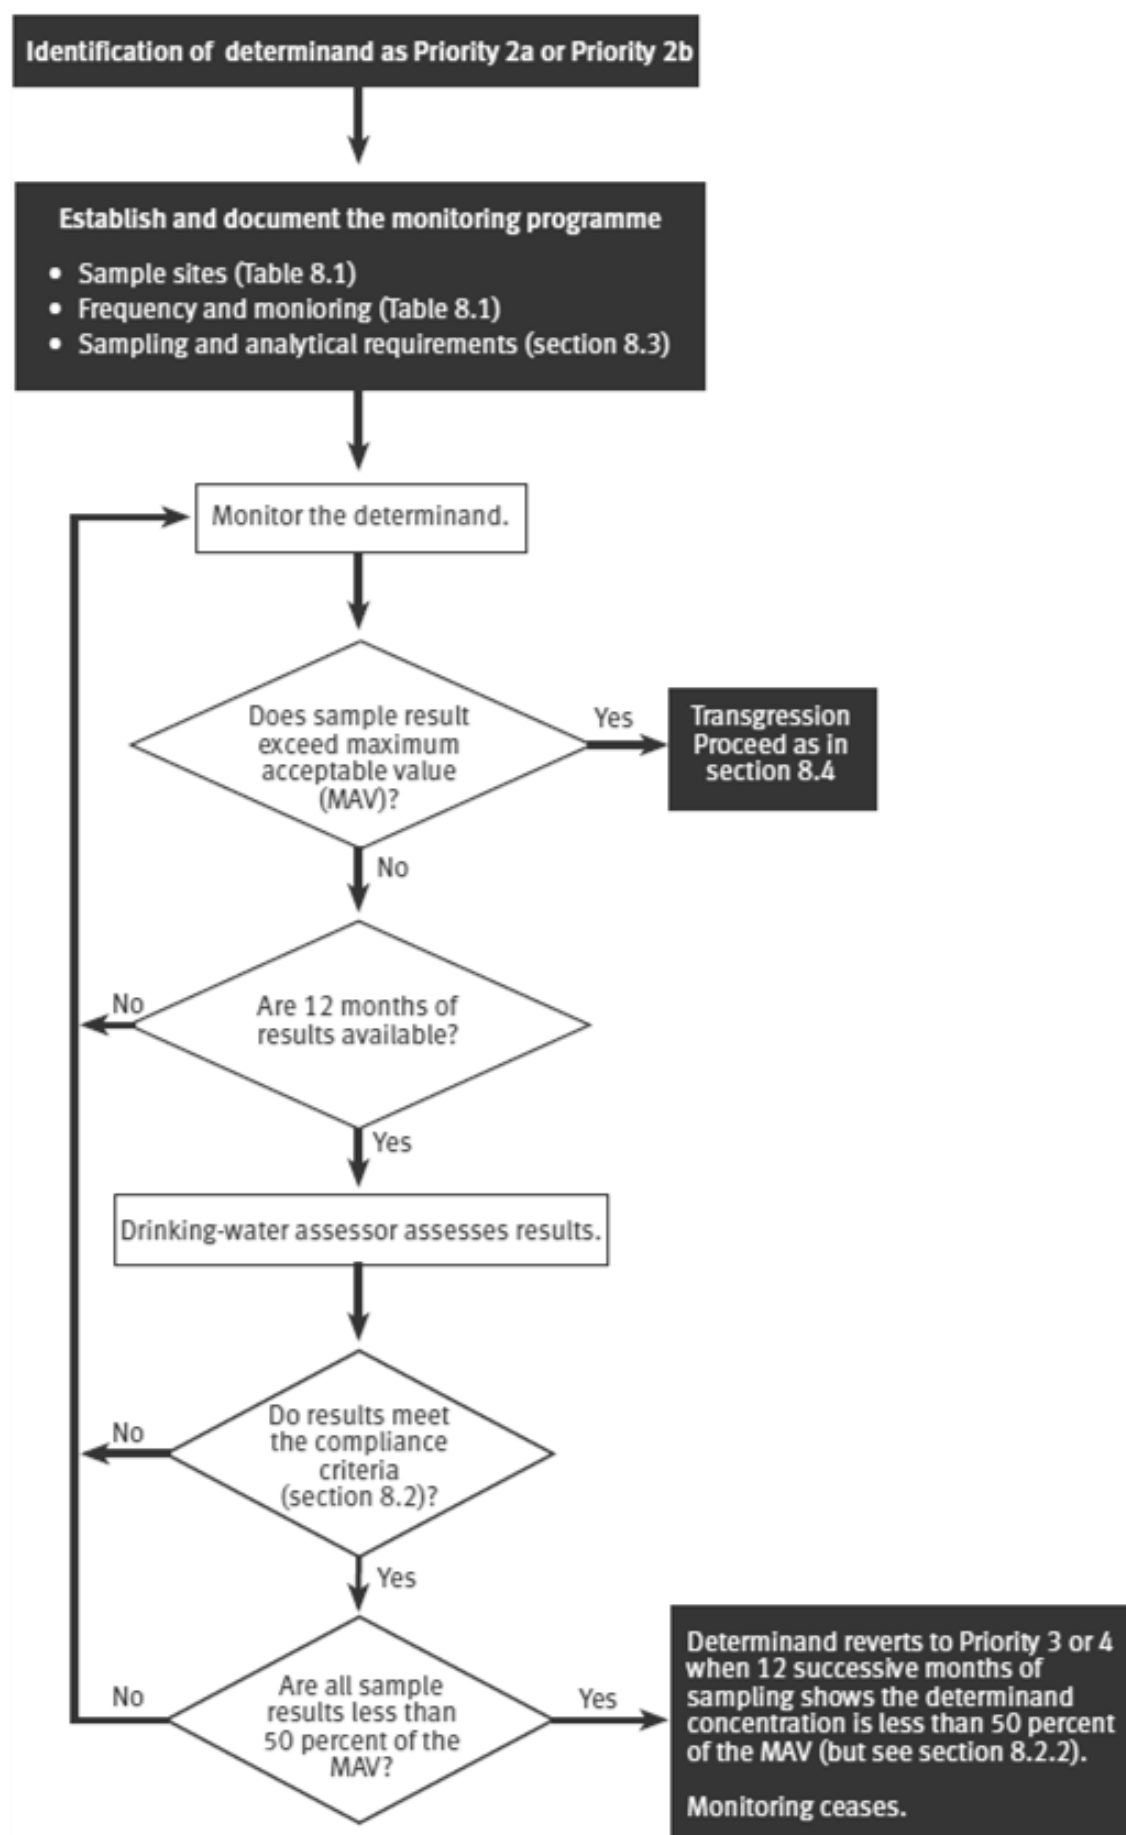 Identification of determinand as Priority 2a or Priority 2b
Establish and document the monitoring programme
• Sample sites (Table 8.1)
• Frequency and monioring (Table 8.1)
• Sampling and analytical requirements (section 8.3)
Monitor the determinand.
Does sample result
exceed maximum
acceptable value
(MAV)?
Yes
Transgression
Proceed as in
section 8.4
No
Are 12 months of
results available?
No
Yes
Drinking-water assessor assesses results.
Do results meet
the compliance
criteria
(section 8.2)?
No
Yes
Are all sample
results less than
50 percent of the
MAV?
No
Yes
Determinand reverts to Priority 3 or 4
when 12 successive months of
sampling shows the determinand
concentration is less than 50 percent
of the MAV (but see section 8.2.2).
Monitoring ceases.